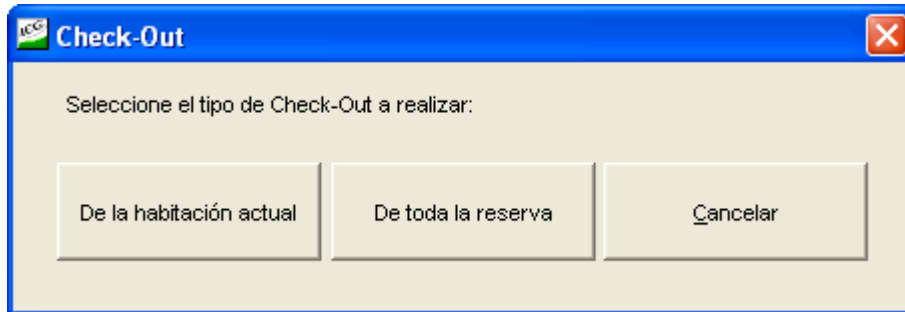 ICG Check-Out
Seleccione el tipo de Check-Out a realizar:
De la habitación actual De toda la reserva Cancelar